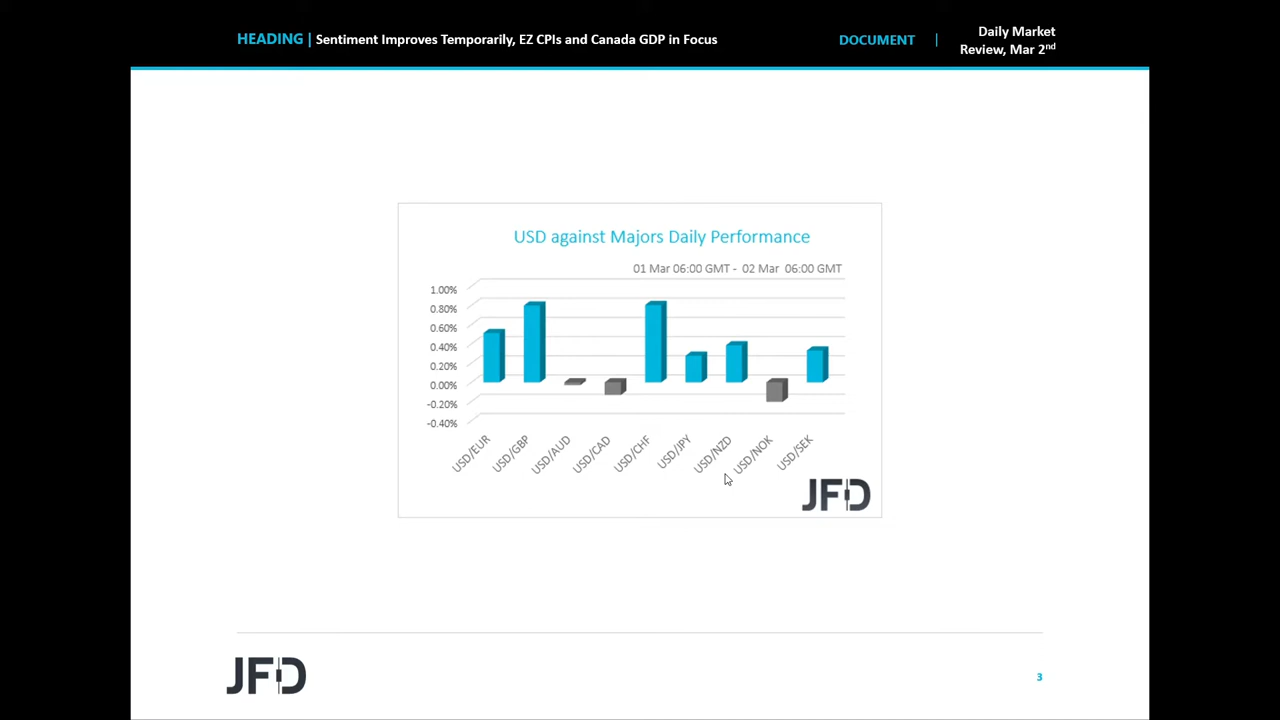 HEADING | Sentiment Improves Temporarily, EZ CPIs and Canada GDP in Focus
DOCUMENT |
Daily Market
Review, Mar 2nd
USD against Majors Daily Performance
01 Mar 06:00 GMT - 02 Mar 06:00 GMT
1.00%
0.80%
0.60%
0.40%
0.20%
0.00%
-0.20%
-0.40%
USD/EUR
USD/GBP
USD/AUD
USD/CAD
USD/CHF
USD/JPY
USD/NZD
USD/NOK
USD/SEK
JFD
JFD
3